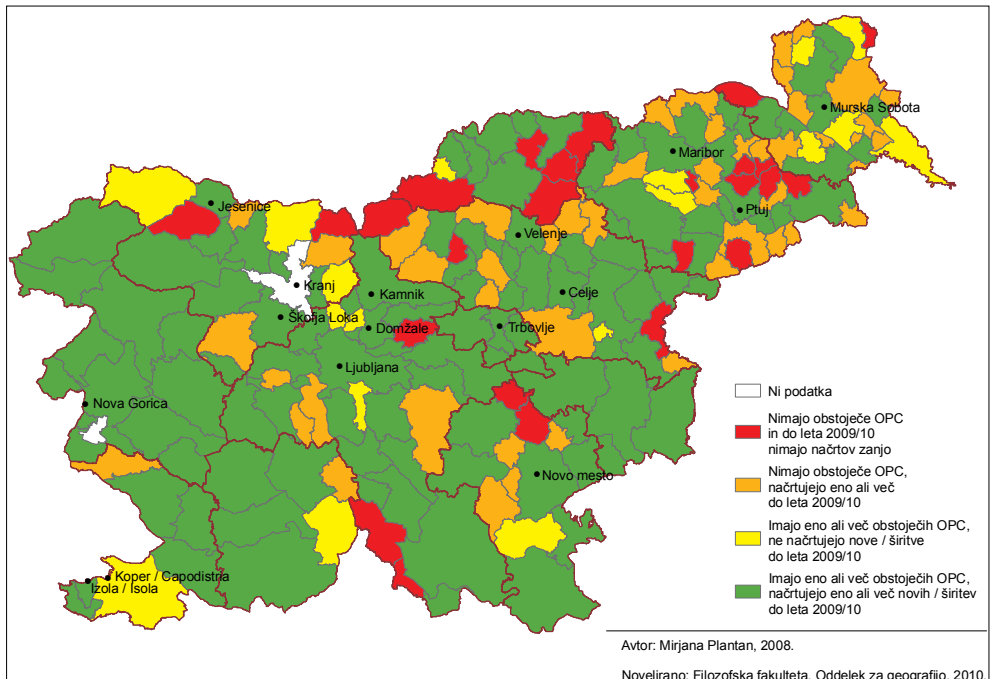 Murska Sobota
Maribor
Jesenice
Ptuj
Velenje
Kranj
Kamnik
Celje
Škofja Loka
Domžale
Trbovlje
Ljubljana
Nova Gorica
Novo mesto
Koper / Capodistria
Izola / Isola
Ni podatka
Nimajo obstoječe OPC
in do leta 2009/10
nimajo načrtov zanjo
Nimajo obstoječe OPC,
načrtujejo eno ali več
do leta 2009/10
Imajo eno ali več obstoječih OPC,
ne načrtujejo nove / širitve
do leta 2009/10
Imajo eno ali več obstoječih OPC,
načrtujejo eno ali več novih / širitev
do leta 2009/10
Avtor: Mirjana Plantan, 2008.
Novelirano: Filozofska fakulteta, Oddelek za geografijo, 2010.